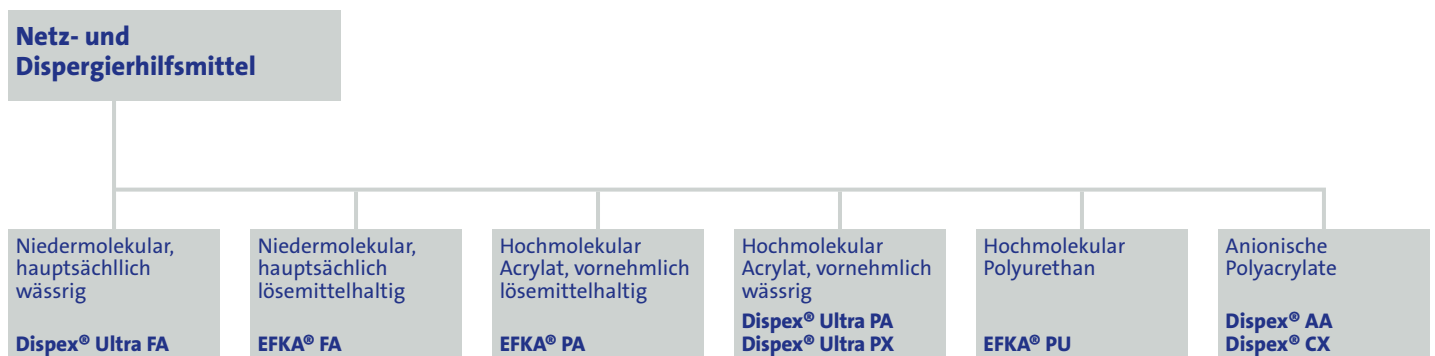 Netz- und
Dispergierhilfsmittel
Niedermolekular,
hauptsächllich
wässrig
Dispex® Ultra FA
Niedermolekular,
hauptsächlich
lösemittelhaltig
EFKA® FA
Hochmolekular
Acrylat, vornehmlich
lösemittelhaltig
EFKA® PA
Hochmolekular
Acrylat, vornehmlich
wässrig
Dispex® Ultra PA
Dispex® Ultra PX
Hochmolekular
Polyurethan
EFKA® PU
Anionische
Polyacrylate
Dispex® AA
Dispex® CX